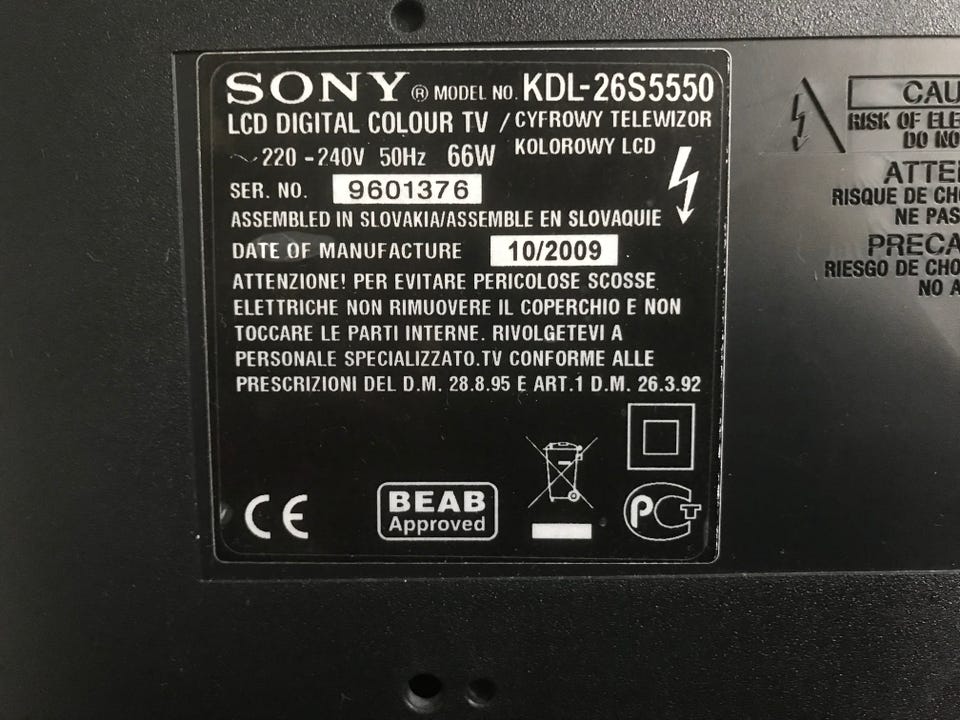 SONY ® MODEL NO. KDL-26S5550
LCD DIGITAL COLOUR TV / CYFROWY TELEWIZOR
KOLOROWY LCD
~ 220 - 240V 50Hz 66W
SER. NO. 9601376
ASSEMBLED IN SLOVAKIA/ASSEMBLE EN SLOVAQUIE
DATE OF MANUFACTURE 10/2009
ATTENZIONE! PER EVITARE PERICOLOSE SCOSSE
ELETTRICHE NON RIMUOVERE IL COPERCHIO E NON
TOCCARE LE PARTI INTERNE. RIVOLGETEVI A
PERSONALE SPECIALIZZATO.TV CONFORME ALLE
PRESCRIZIONI DEL D.M. 28.8.95 E ART.1 D.M. 26.3.92
CE
BEAB
Approved
PCT
CAU
RISK OF ELE
DO NO
ATTE
RISQUE DE CHO
NE PAS
PRECA
RIESGO DE CHO
NO A